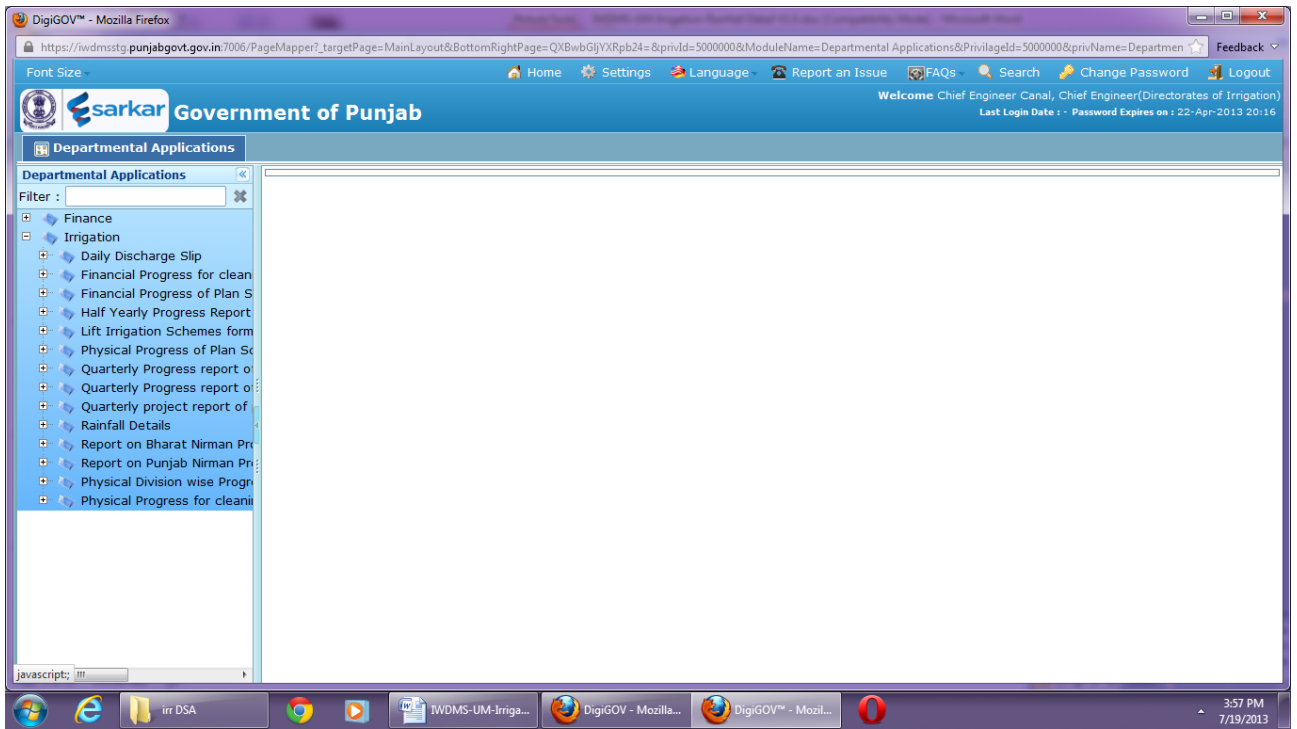 DigiGOV™ - Mozilla Firefox
https://iwdmsstg.punjabgovt.gov.in:7006/PageMapper?_targetPage=MainLayout&BottomRightPage=QXBwbGljYXRpb24=&privId=5000000&ModuleName=Departmental Applications&PrivilageId=5000000&privName=Departmen
Feedback
Font Size
Home Settings Language Report an Issue FAQs Search Change Password Logout
Welcome Chief Engineer Canal, Chief Engineer(Directorates of Irrigation)
Last Login Date : - Password Expires on : 22-Apr-2013 20:16
esarkar Government of Punjab
Departmental Applications
Departmental Applications
Filter :
Finance
Irrigation
Daily Discharge Slip
Financial Progress for clean
Financial Progress of Plan S
Half Yearly Progress Report
Lift Irrigation Schemes form
Physical Progress of Plan Sc
Quarterly Progress report of
Quarterly Progress report of
Quarterly project report of
Rainfall Details
Report on Bharat Nirman Pro
Report on Punjab Nirman Pr
Physical Division wise Progr
Physical Progress for cleani
javascript:;
irr DSA
IWDMS-UM-Irriga...
DigiGOV - Mozilla...
DigiGOV™ - Mozil...
3:57 PM
7/19/2013